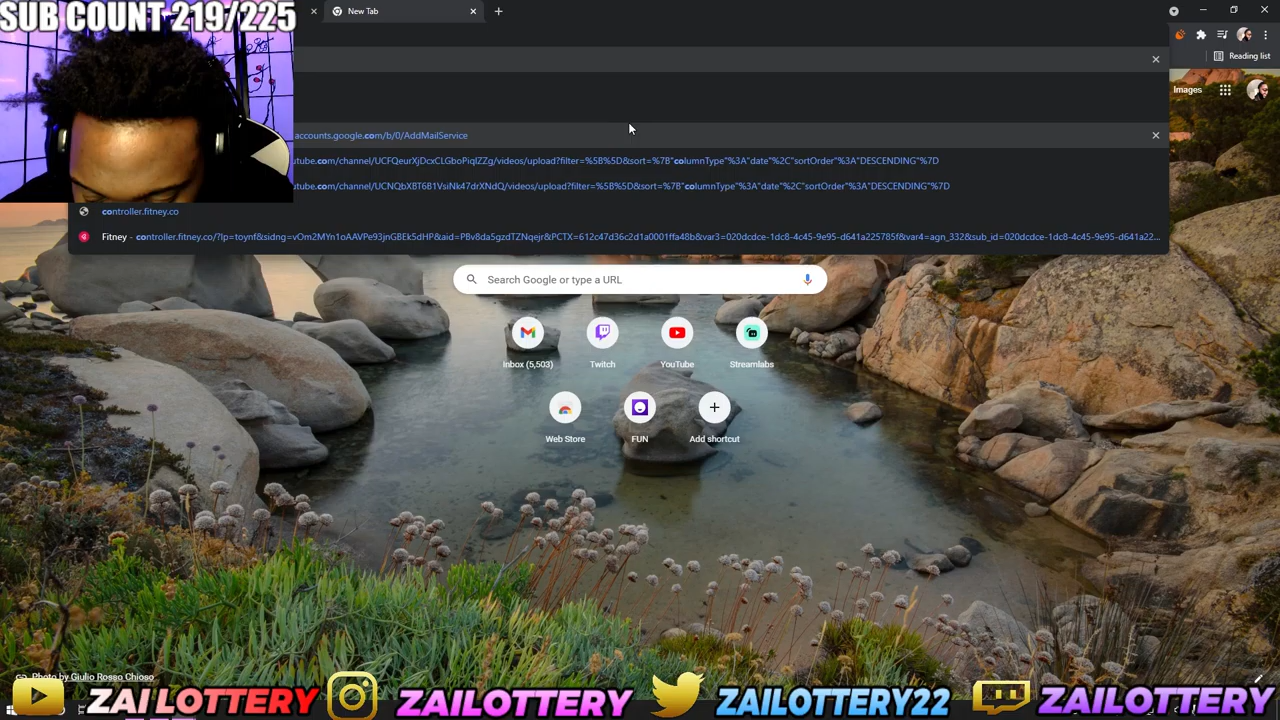 SUB COUNT 219/225
New Tab
Reading list
Images
accounts.google.com/b/0/AddMailService
utube.com/channel/UCFQeurXjDcxCLGboPiqlZZg/videos/upload?filter=%5B%5D&sort=%7B"columnType"%3A"date"%2C"sortOrder"%3A"DESCENDING"%7D
utube.com/channel/UCNQbXBT6B1VsiNk47drXNdQ/videos/upload?filter=%5B%5D&sort=%7B"columnType"%3A"date"%2C"sortOrder"%3A"DESCENDING"%7D
controller.fitney.co
Fitney - controller.fitney.co/?lp=toynf&sidng=vOm2MYn1oAAVPe93jnGBEk5dHP&aid=PBv8da5gzdTZNqejr&PCTX=612c47d36c2d1a0001ffa48b&var3=020dcdce-1dc8-4c45-9e95-d641a225785f&var4=agn_332&sub_id=020dcdce-1dc8-4c45-9e95-d641a22...
Search Google or type a URL
Inbox (5,503)
Twitch
YouTube
Streamlabs
Web Store
FUN
Add shortcut
Photo by Giulio Rosso Chioso
ZAILOTTERY
ZAILOTTERY
ZAILOTTERY22
ZAILOTTERY